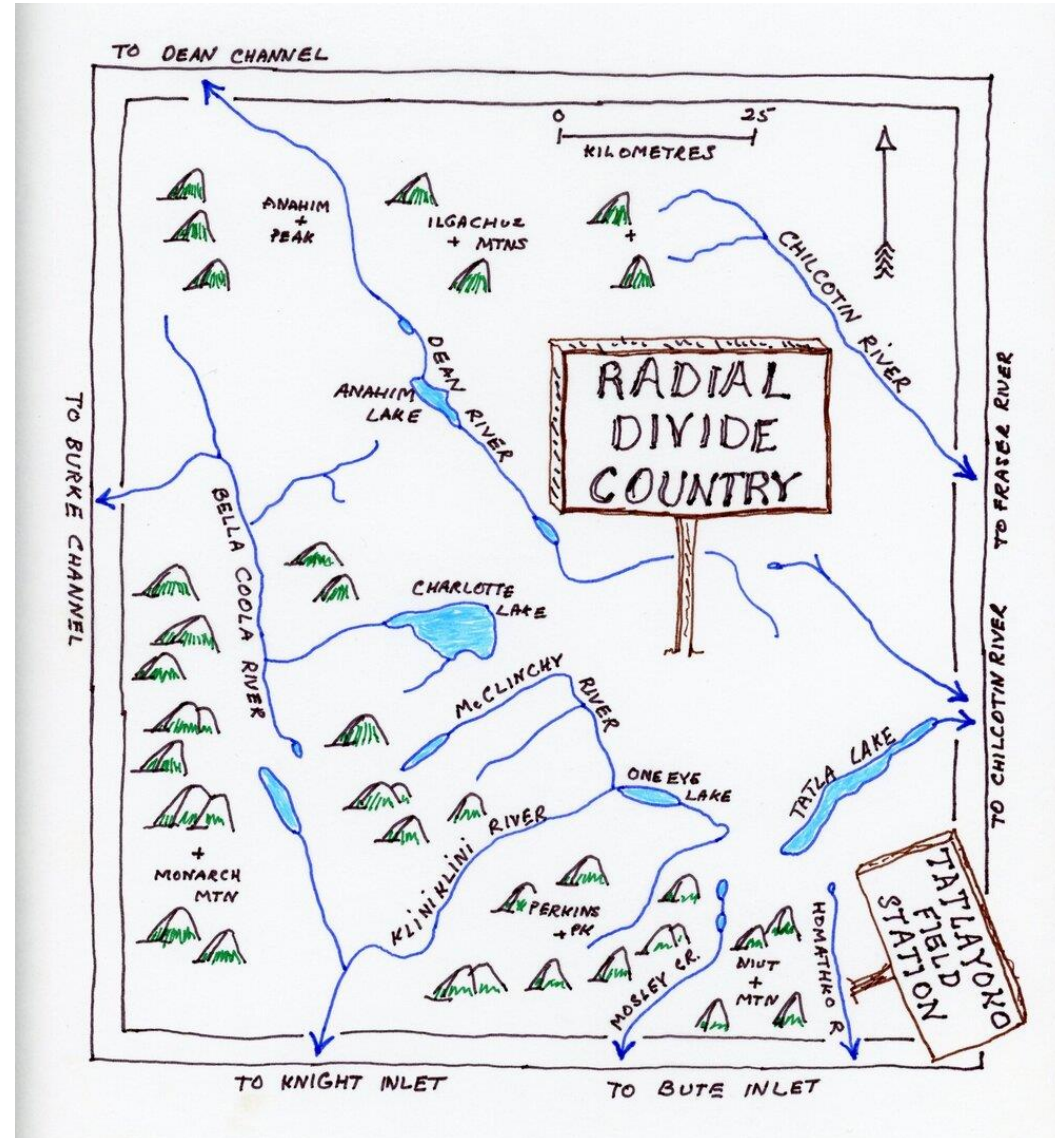 TO DEAN CHANNEL
0 25
KILOMETRES
ANAHIM
+
PEAK
ILGACHUZ
+ MTNS
+
CHILCOTIN RIVER
DEAN RIVER
ANAHIM
LAKE
RADIAL
DIVIDE
COUNTRY
TO BURKE CHANNEL
TO FRASER RIVER
BELLA COOLA RIVER
CHARLOTTE
LAKE
McCLINCHY
RIVER
ONE EYE
LAKE
TATLA LAKE
TO CHILCOTIN RIVER
KLINIKLINI RIVER
+
MONARCH
MTN
PERKINS
+ PK
MOSLEY CR.
NIUT
+
MTN
HOMATHKO R
TATLAYOKO
FIELD
STATION
TO KNIGHT INLET
TO BUTE INLET